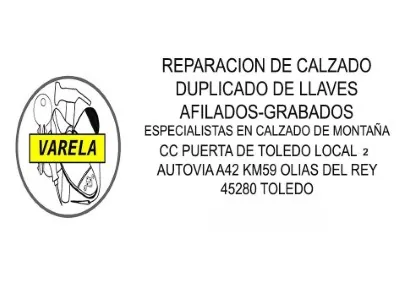 VARELA
REPARACION DE CALZADO
DUPLICADO DE LLAVES
AFILADOS-GRABADOS
ESPECIALISTAS EN CALZADO DE MONTAÑA
CC PUERTA DE TOLEDO LOCAL 2
AUTOVIA A42 KM59 OLIAS DEL REY
45280 TOLEDO